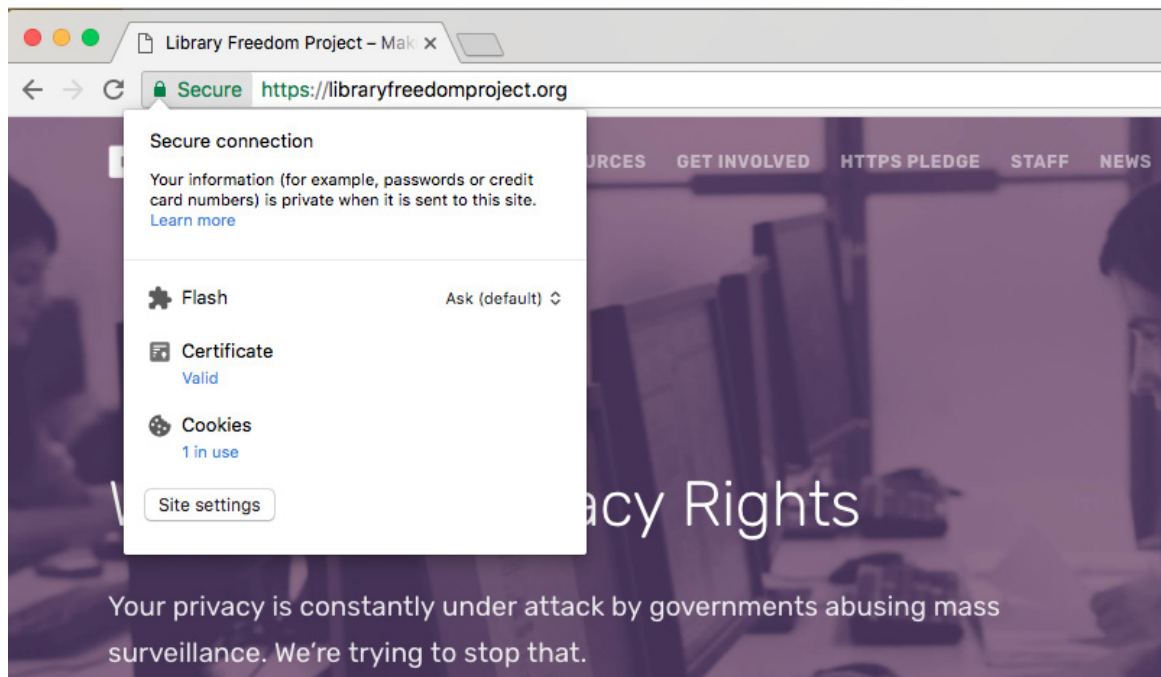 Library Freedom Project – Mak
Secure https://libraryfreedomproject.org
GET INVOLVED HTTPS PLEDGE STAFF NEWS
Secure connection
Your information (for example, passwords or credit
card numbers) is private when it is sent to this site.
Learn more
Flash Ask (default)
Certificate
Valid
Cookies
1 in use
Site settings
Rights
Your privacy is constantly under attack by governments abusing mass
surveillance. We're trying to stop that.